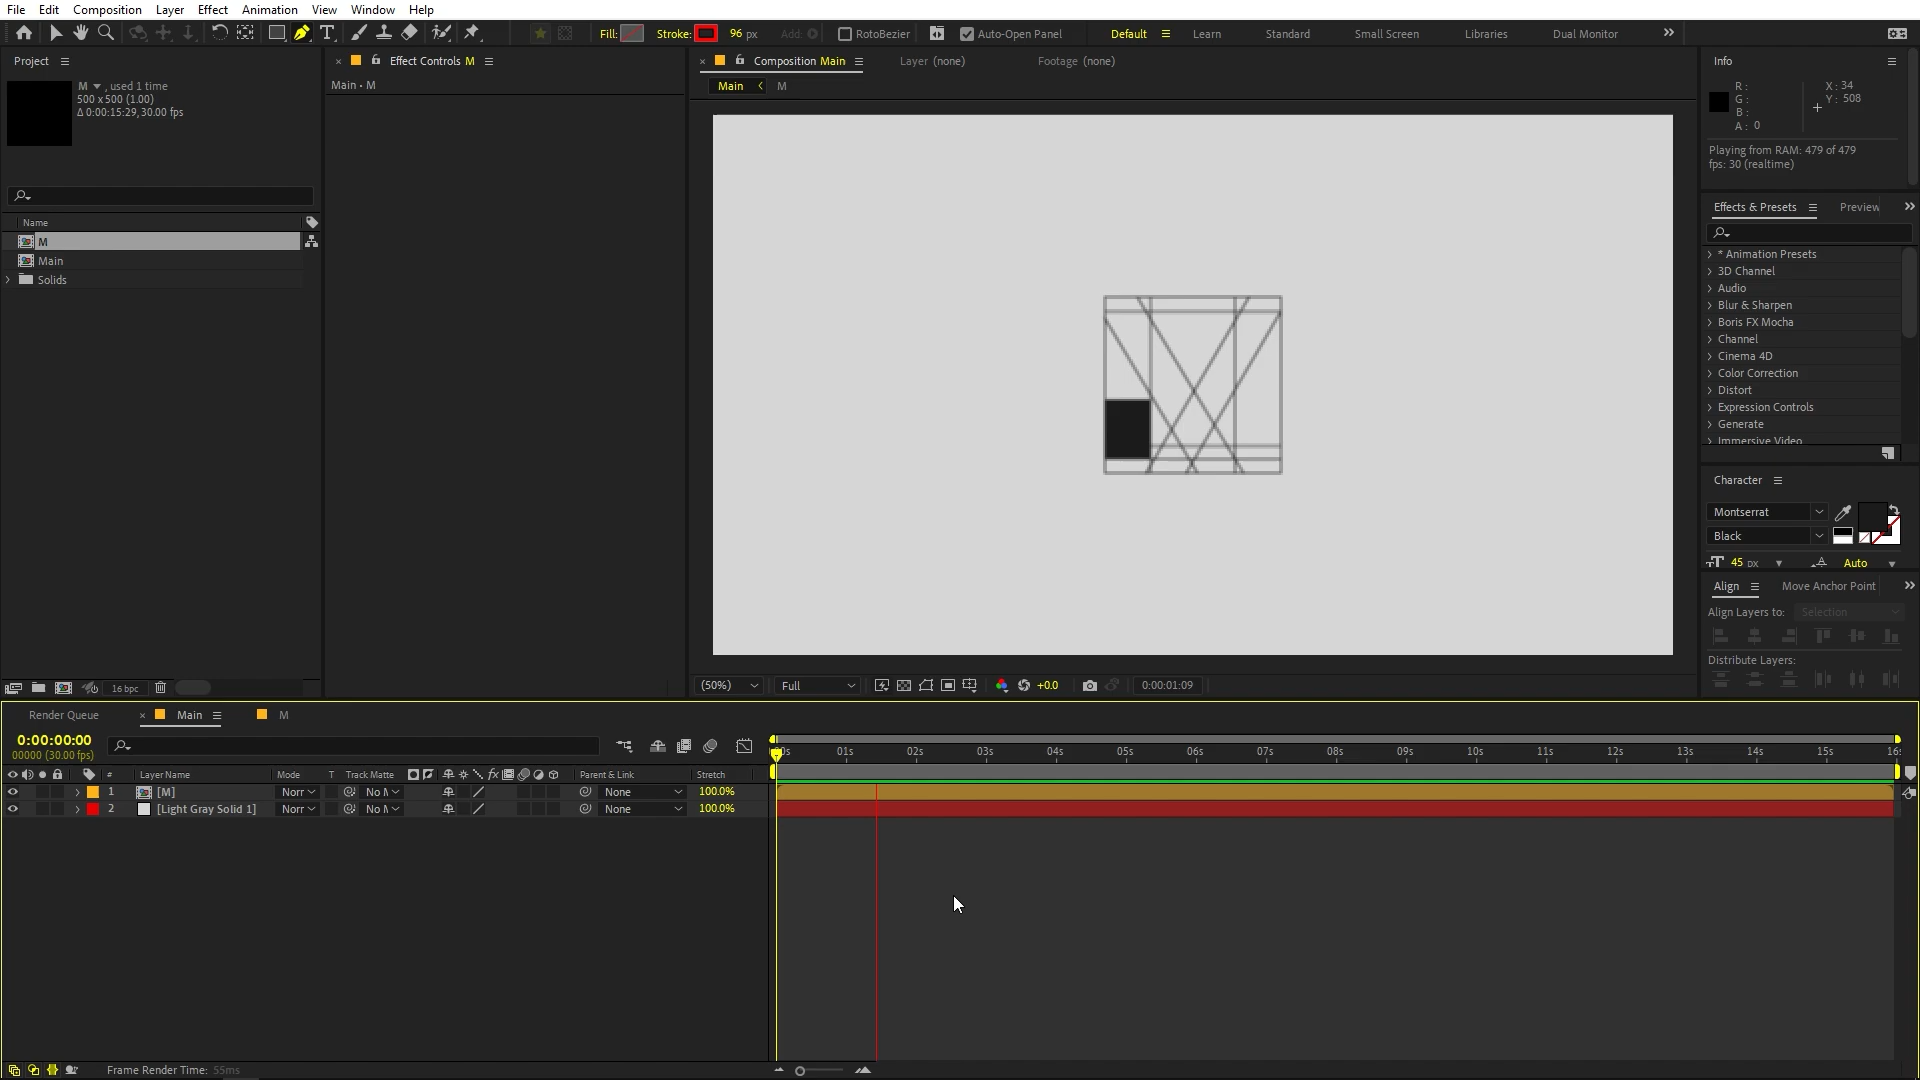 File Edit Composition Layer Effect Animation View Window Help
Fill: Stroke: 96 px Add: RotoBezier Auto-Open Panel Default Learn Standard Small Screen Libraries Dual Monitor
Project
M , used 1 time
500 x 500 (1.00)
Δ 0:00:15:29, 30.00 fps
Name
M
Main
Solids
16 bpc
Effect Controls M
Main • M
Composition Main
Layer (none)
Footage (none)
Main M
(50%) Full +0.0 0:00:01:09
Info
R :
G :
B :
A : 0
X : 34
Y : 508
Playing from RAM: 479 of 479
fps: 30 (realtime)
Effects & Presets Preview
* Animation Presets
3D Channel
Audio
Blur & Sharpen
Boris FX Mocha
Channel
Cinema 4D
Color Correction
Distort
Expression Controls
Generate
Immersive Video
Character
Montserrat
Black
45 px Auto
Align Move Anchor Point
Align Layers to: Selection
Distribute Layers:
Render Queue Main M
0:00:00:00
00000 (30.00 fps)
# Layer Name Mode T Track Matte fx Parent & Link Stretch
1 [M] Norr No M None 100.0%
2 [Light Gray Solid 1] Norr No M None 100.0%
01s 02s 03s 04s 05s 06s 07s 08s 09s 10s 11s 12s 13s 14s 15s
Frame Render Time: 55ms